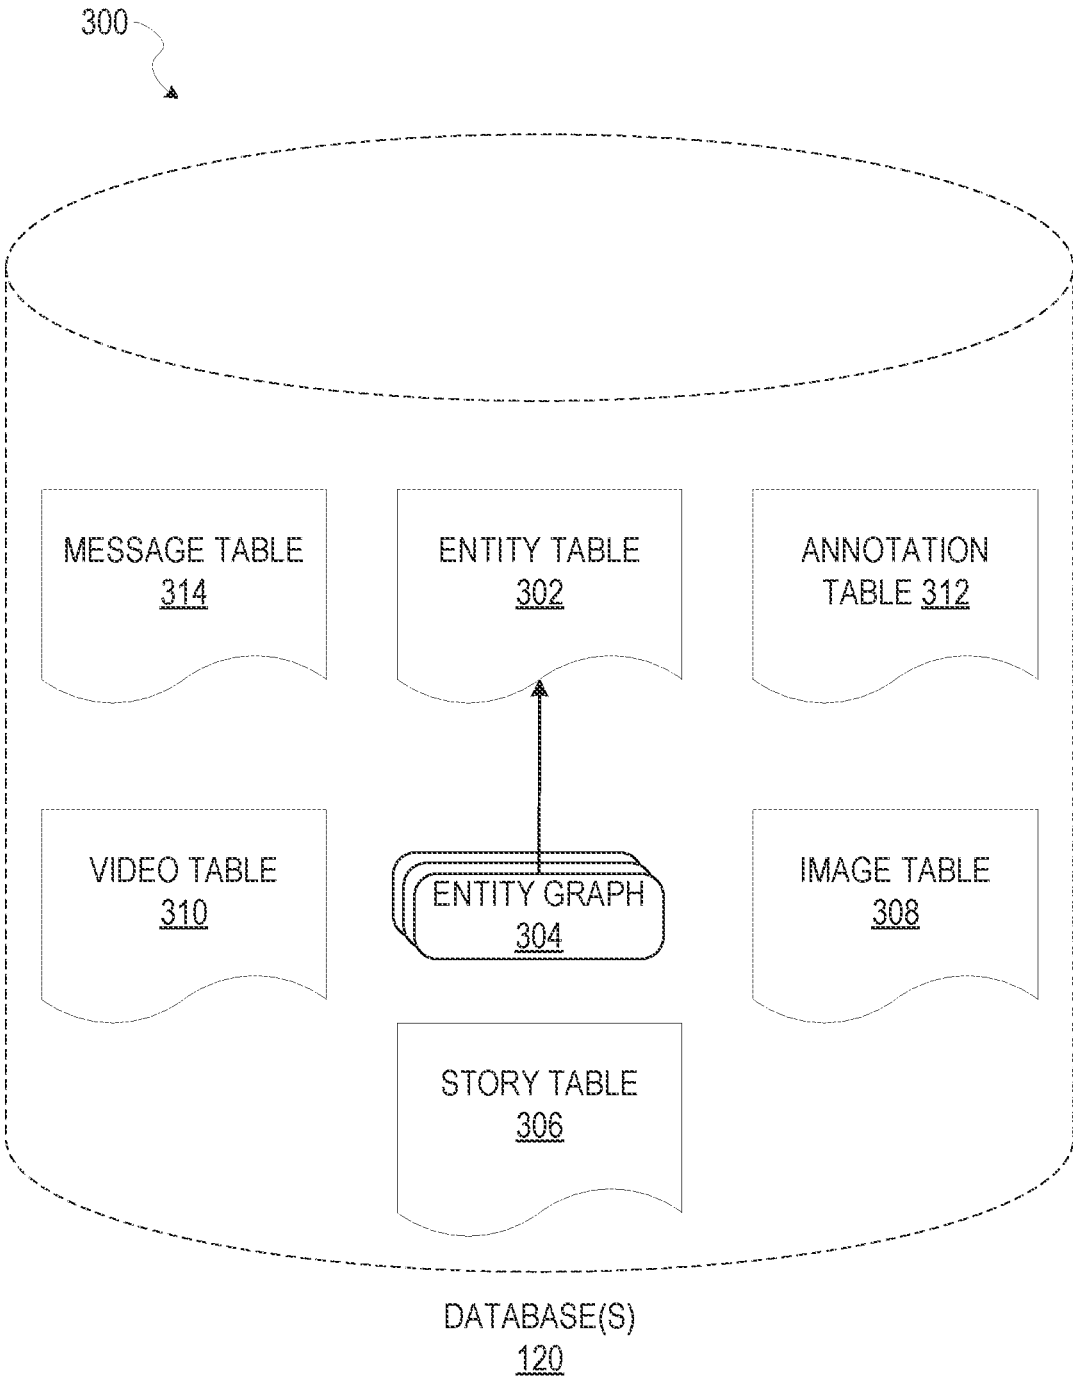 300
MESSAGE TABLE
314
ENTITY TABLE
302
ANNOTATION
TABLE 312
VIDEO TABLE
310
ENTITY GRAPH
304
IMAGE TABLE
308
STORY TABLE
306
DATABASE(S)
120